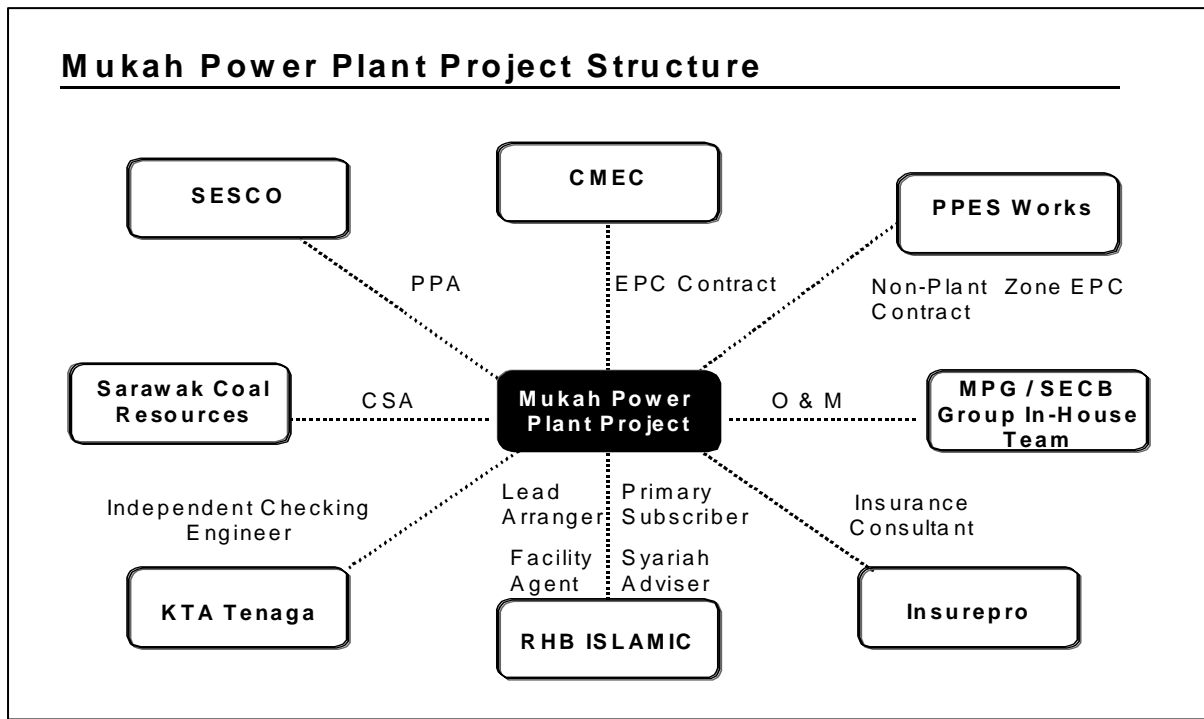 Mukah Power Plant Project Structure
SESCO
CMEC
PPES Works
PPA
EPC Contract
Non-Plant Zone EPC
Contract
Sarawak Coal
Resources
CSA
Mukah Power
Plant Project
O & M
MPG / SECB
Group In-House
Team
Independent Checking
Engineer
Lead
Arranger
Primary
Subscriber
Facility
Agent
Syariah
Adviser
Insurance
Consultant
KTA Tenaga
RHB ISLAMIC
Insurepro